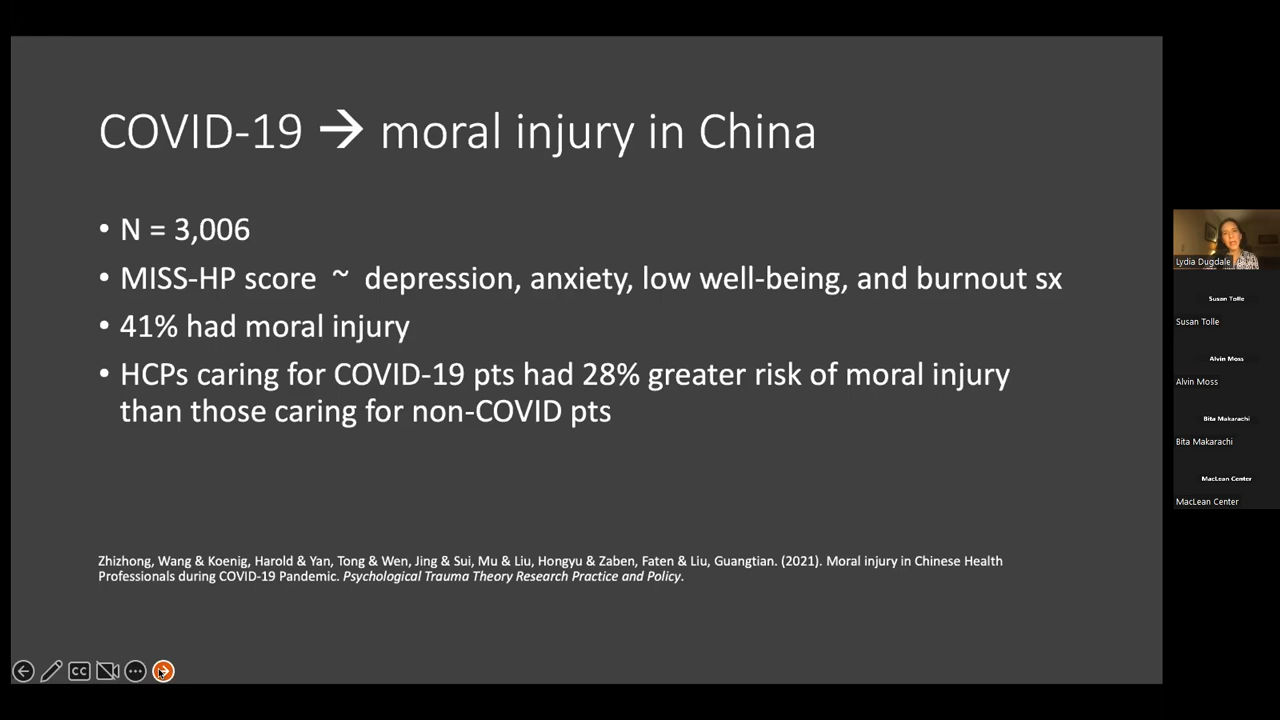 COVID-19 → moral injury in China
• N = 3,006
• MISS-HP score ~ depression, anxiety, low well-being, and burnout sx
• 41% had moral injury
• HCPs caring for COVID-19 pts had 28% greater risk of moral injury
than those caring for non-COVID pts
Zhizhong, Wang & Koenig, Harold & Yan, Tong & Wen, Jing & Sui, Mu & Liu, Hongyu & Zaben, Faten & Liu, Guangtian. (2021). Moral injury in Chinese Health
Professionals during COVID-19 Pandemic. Psychological Trauma Theory Research Practice and Policy.
CC
Lydia Dugdale
Susan Tolle
Susan Tolle
Alvin Moss
Alvin Moss
Bita Makarachi
Bita Makarachi
MacLean Center
MacLean Center